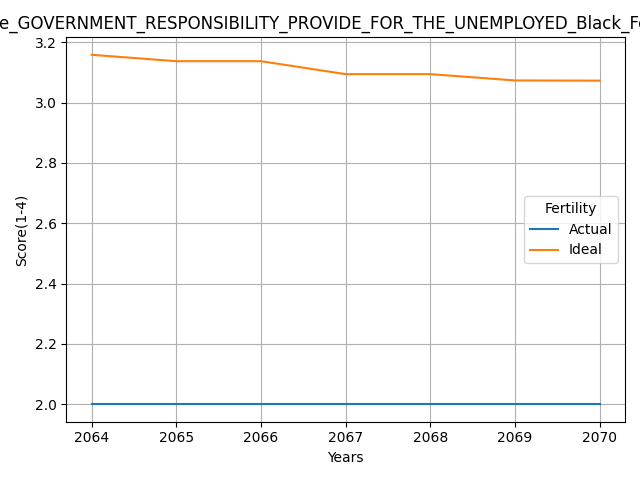 e_GOVERNMENT_RESPONSIBILITY_PROVIDE_FOR_THE_UNEMPLOYED_Black_Fe
3.2
3.0
2.8
2.6
2.4
2.2
2.0
Score(1-4)
Fertility
Actual
Ideal
2064 2065 2066 2067 2068 2069 2070
Years